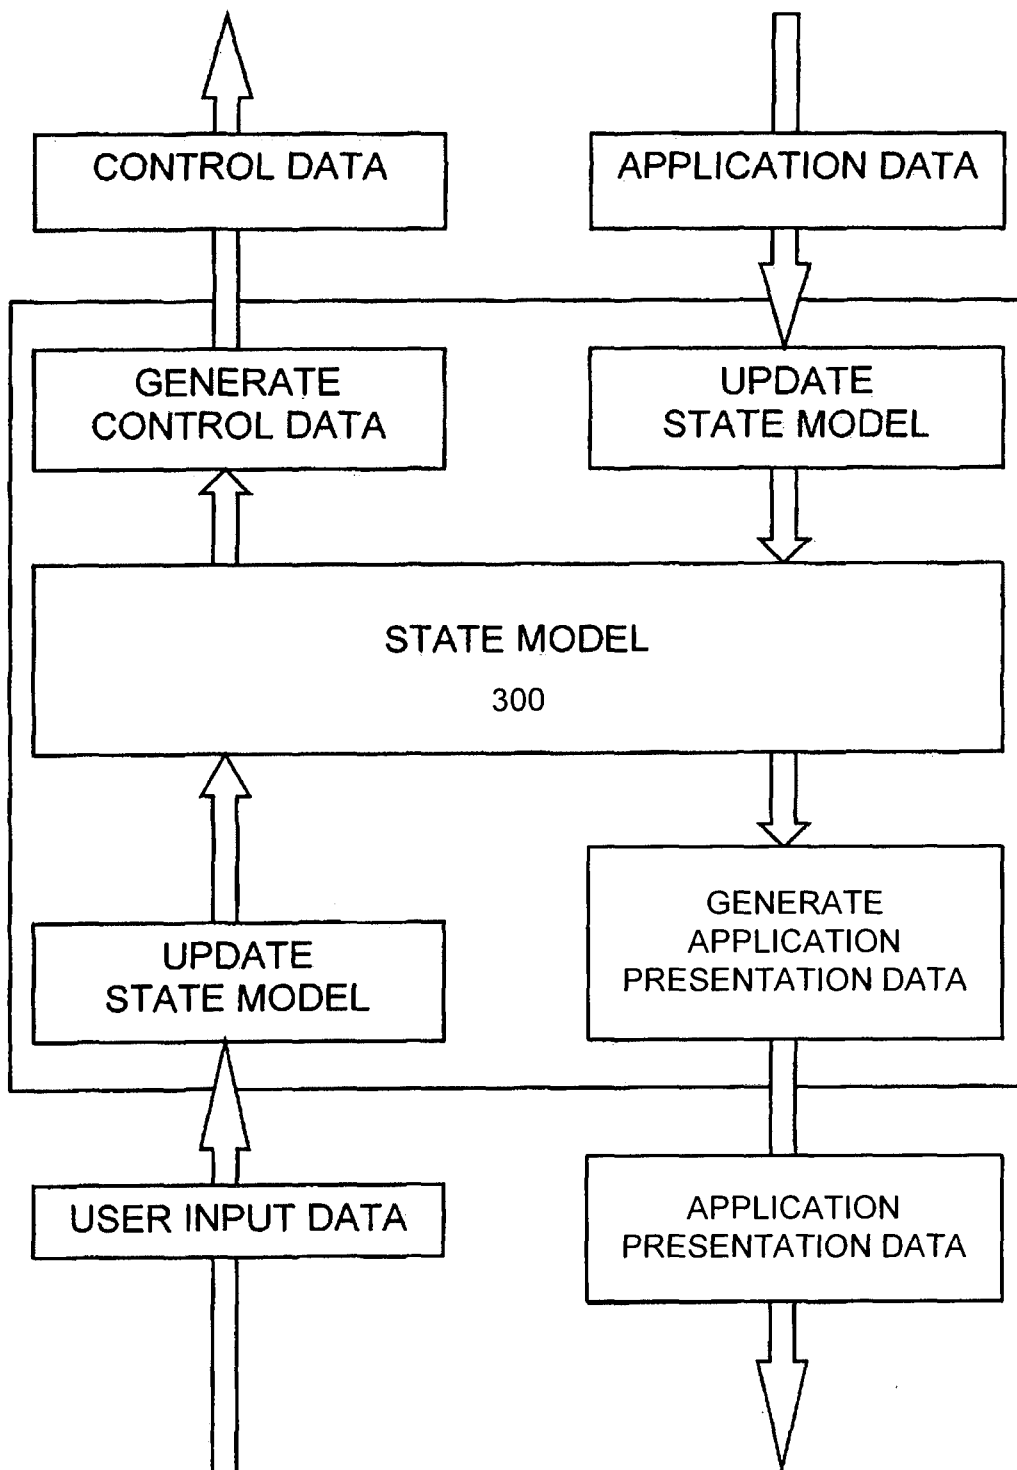 CONTROL DATA
APPLICATION DATA
GENERATE
CONTROL DATA
UPDATE
STATE MODEL
STATE MODEL
300
UPDATE
STATE MODEL
GENERATE
APPLICATION
PRESENTATION DATA
USER INPUT DATA
APPLICATION
PRESENTATION DATA